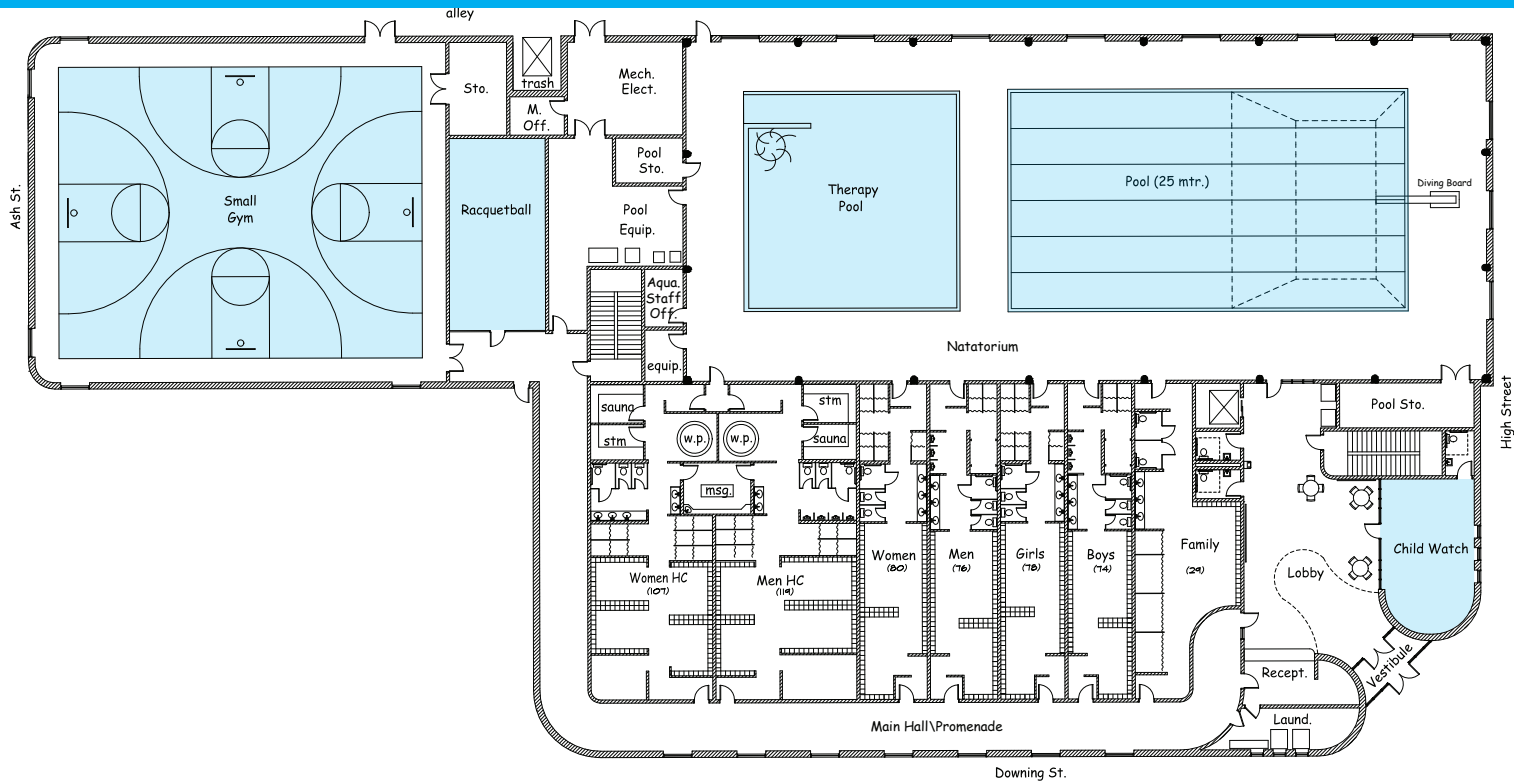 alley
trash
Mech.
Elect.
Sto.
M.
Off.
Pool
Sto.
Ash St.
Small
Gym
Racquetball
Pool
Equip.
Therapy
Pool
Pool (25 mtr.)
Diving Board
Aqua.
Staff
Off.
equip.
Natatorium
High Street
sauna
stm
w.p.
w.p.
stm
sauna
Pool Sto.
msg.
Women HC
(107)
Men HC
(119)
Women
(80)
Men
(76)
Girls
(78)
Boys
(74)
Family
(29)
Lobby
Child Watch
Recept.
Vestibule
Laund.
Main Hall\Promenade
Downing St.